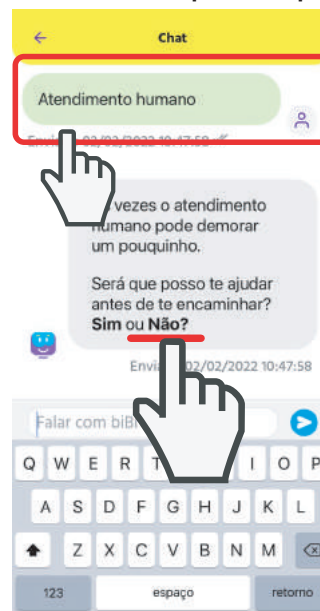 Chat
Atendimento humano
02/02/2022 10:47:58
vezes o atendimento
humano pode demorar
um pouquinho.
Será que posso te ajudar
antes de te encaminhar?
Sim ou Não?
02/02/2022 10:47:58
Falar com
Q W E R T I O P
A S D F G H J K L
Z X C V B N M
123 espaço retorno